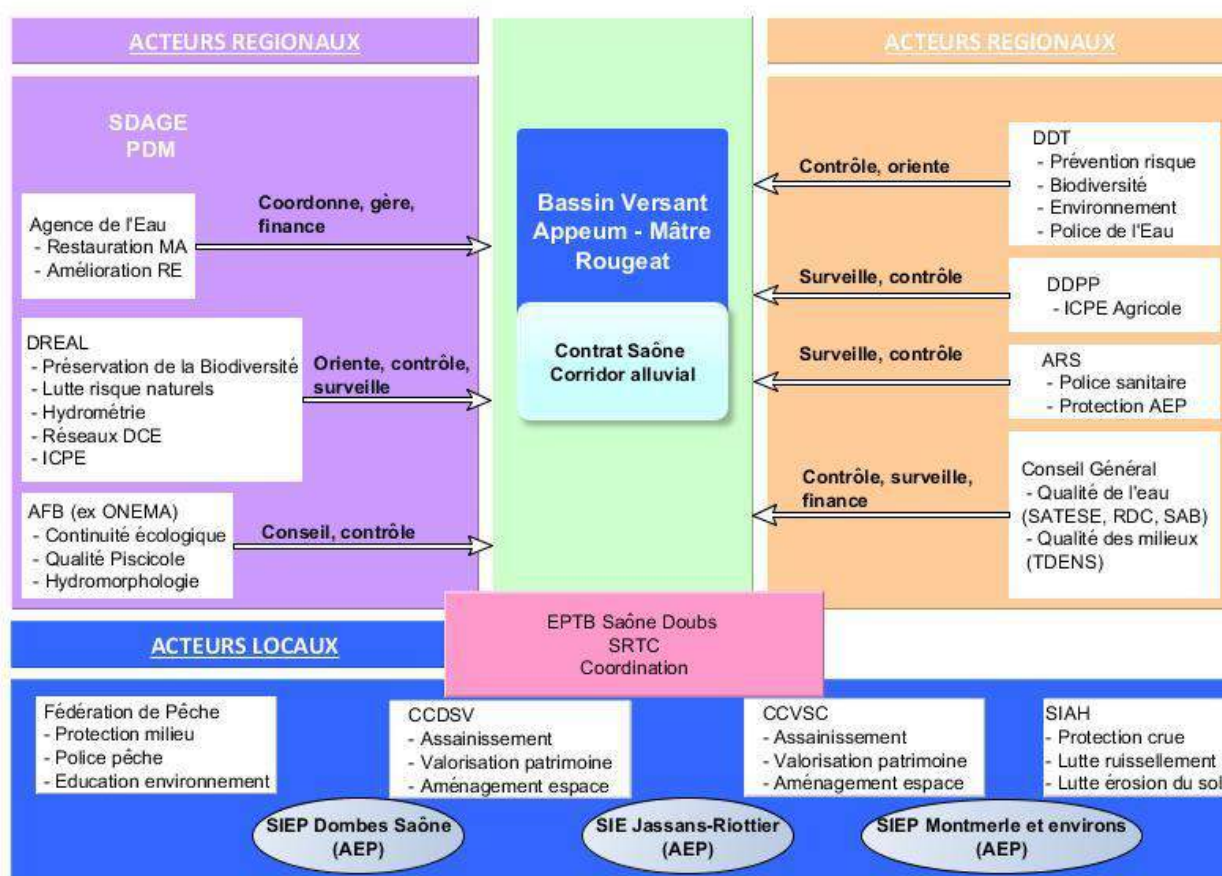 ACTEURS REGIONAUX
SDAGE
PDM
Agence de l'Eau
- Restauration MA
- Amélioration RE
Coordonne, gère,
finance
DREAL
- Préservation de la Biodiversité
- Lutte risque naturels
- Hydrométrie
- Réseaux DCE
- ICPE
Oriente, contrôle,
surveille
AFB (ex ONEMA)
- Continuité écologique
- Qualité Piscicole
- Hydromorphologie
Conseil, contrôle
Bassin Versant
Appeum - Mâtre
Rougeat
Contrat Saône
Corridor alluvial
ACTEURS REGIONAUX
Contrôle, oriente
DDT
- Prévention risque
- Biodiversité
- Environnement
- Police de l'Eau
Surveille, contrôle
DDPP
- ICPE Agricole
Surveille, contrôle
ARS
- Police sanitaire
- Protection AEP
Contrôle, surveille,
finance
Conseil Général
- Qualité de l'eau
(SATESE, RDC, SAB)
- Qualité des milieux
(TDENS)
EPTB Saône Doubs
SRTC
Coordination
ACTEURS LOCAUX
Fédération de Pêche
- Protection milieu
- Police pêche
- Education environnement
CCDSV
- Assainissement
- Valorisation patrimoine
- Aménagement espace
CCVSC
- Assainissement
- Valorisation patrimoine
- Aménagement espace
SIAH
- Protection crue
- Lutte ruissellement
- Lutte érosion du sol
SIEP Dombes Saône
(AEP)
SIE Jassans-Riottier
(AEP)
SIEP Montmerle et environs
(AEP)